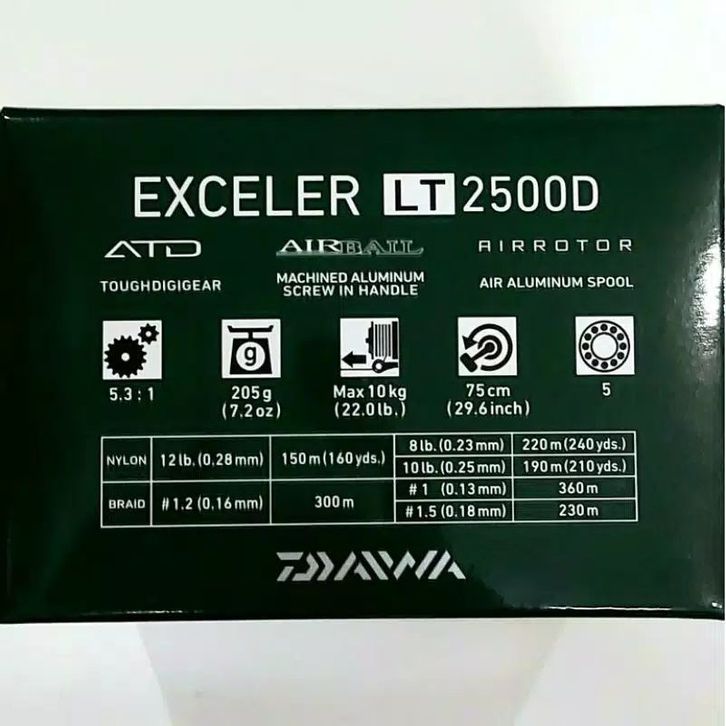 EXCELER LT 2500D
ATD AIRBAIL AIRROTOR
TOUGHDIGIGEAR
MACHINED ALUMINUM
SCREW IN HANDLE
AIR ALUMINUM SPOOL
g
5.3 : 1
205g
(7.2oz)
Max 10kg
(22.0lb.)
75cm
(29.6inch)
5
NYLON 12lb. (0.28mm) 150m(160yds.)
8lb. (0.23mm) 220m(240yds.)
10lb. (0.25mm) 190m(210yds.)
BRAID #1.2 (0.16mm) 300m
#1 (0.13mm) 360m
#1.5 (0.18mm) 230m
DAIWA